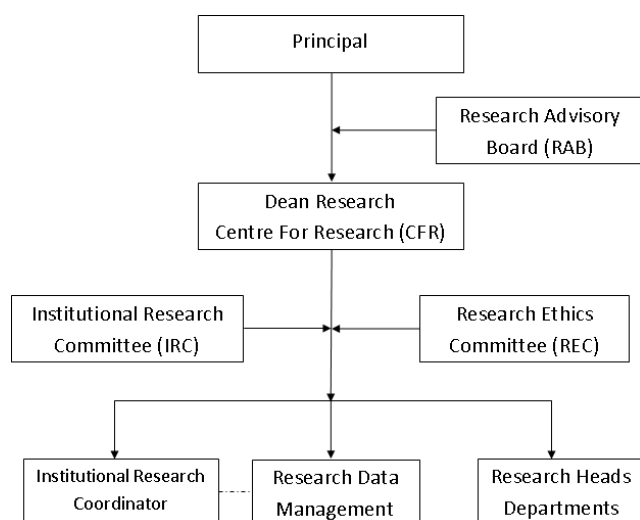 Principal
Research Advisory
Board (RAB)
Dean Research
Centre For Research (CFR)
Institutional Research
Committee (IRC)
Research Ethics
Committee (REC)
Institutional Research
Coordinator
Research Data
Management
Research Heads
Departments